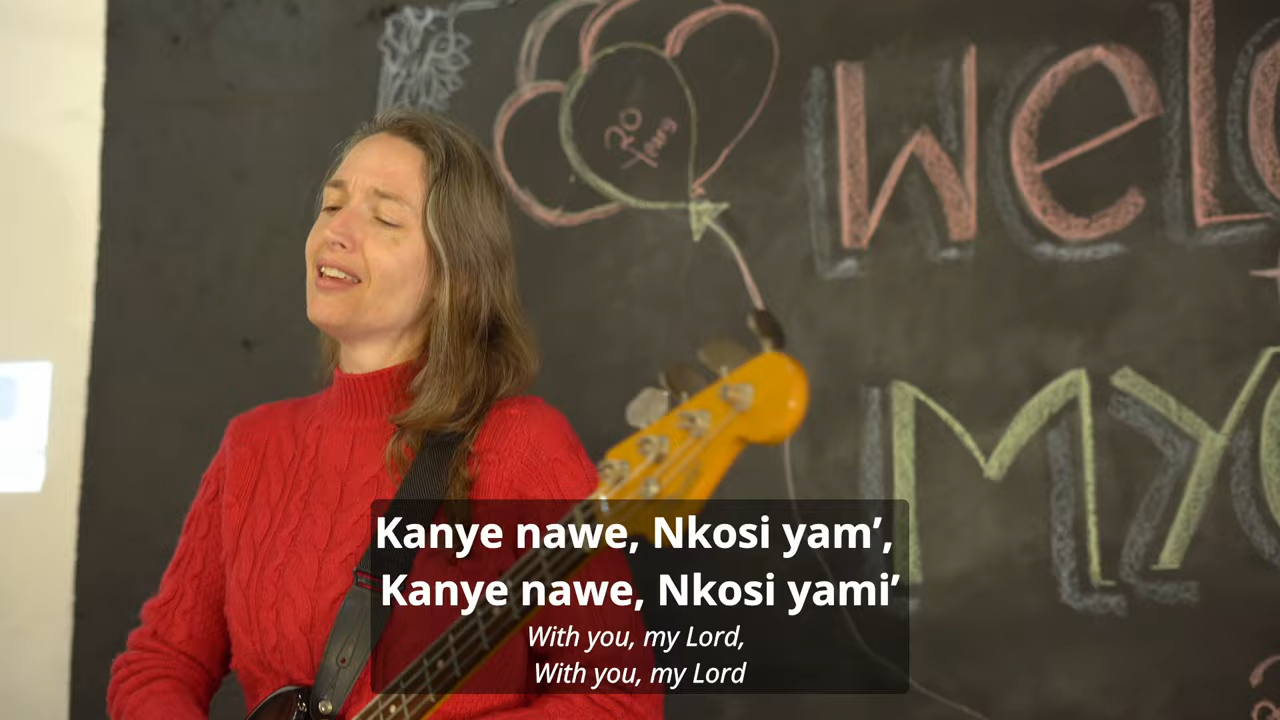 20
Years
Welc
MYO
Kanye nawe, Nkosi yam’,
Kanye nawe, Nkosi yami’
With you, my Lord,
With you, my Lord